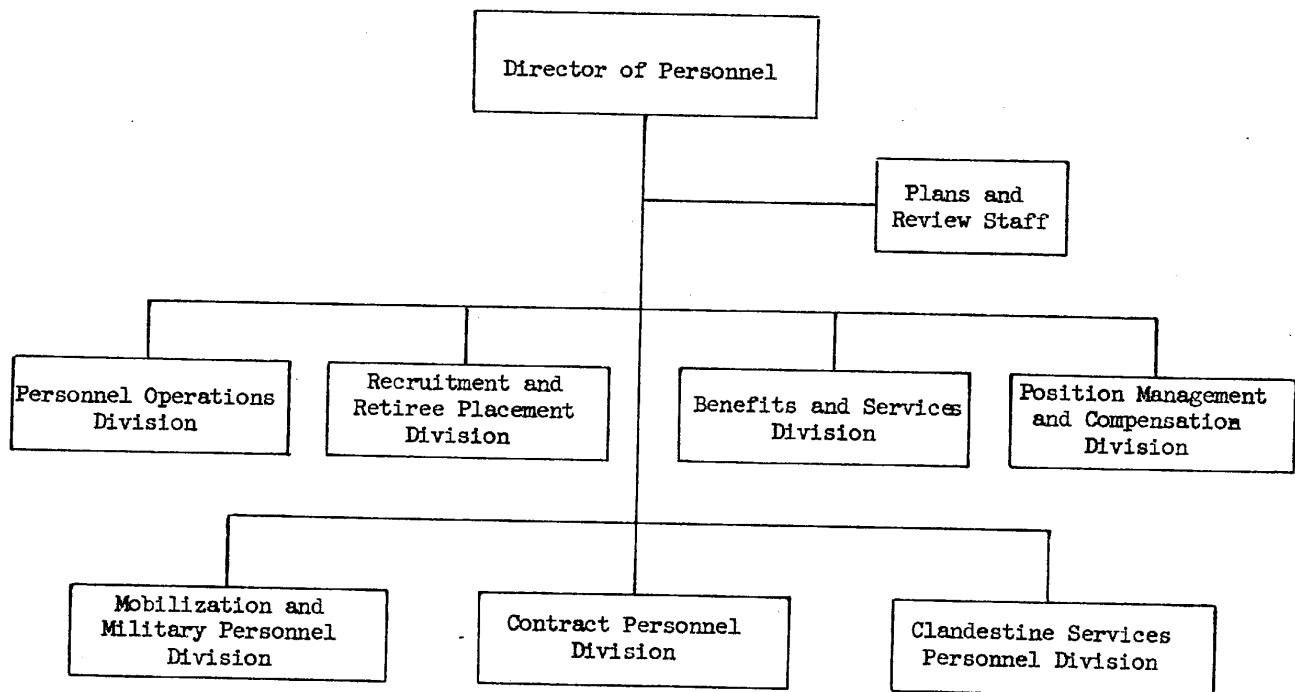 Director of Personnel
Plans and
Review Staff
Personnel Operations
Division
Recruitment and
Retiree Placement
Division
Benefits and Services
Division
Position Management
and Compensation
Division
Mobilization and
Military Personnel
Division
Contract Personnel
Division
Clandestine Services
Personnel Division